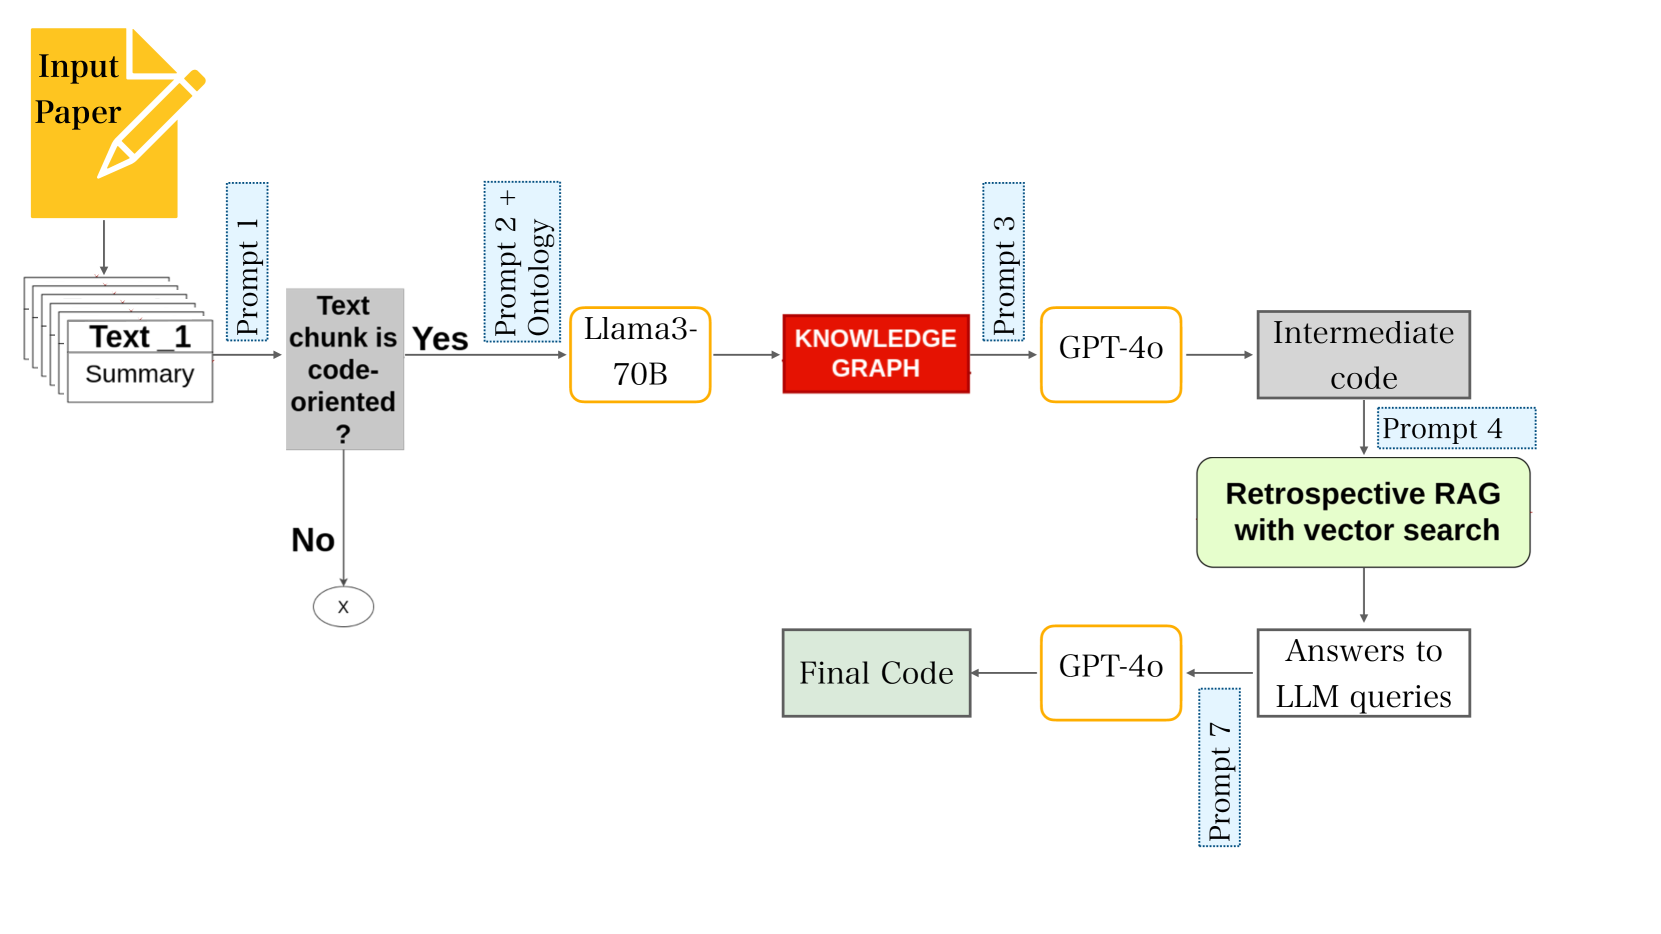 Input
Paper
Prompt 1
Prompt 2 +
Ontology
Prompt 3
Text _1
Summary
Text
chunk is
code-
oriented
?
Yes
Llama3-
70B
KNOWLEDGE
GRAPH
GPT-4o
Intermediate
code
Prompt 4
Retrospective RAG
with vector search
No
x
Final Code
GPT-4o
Answers to
LLM queries
Prompt 7